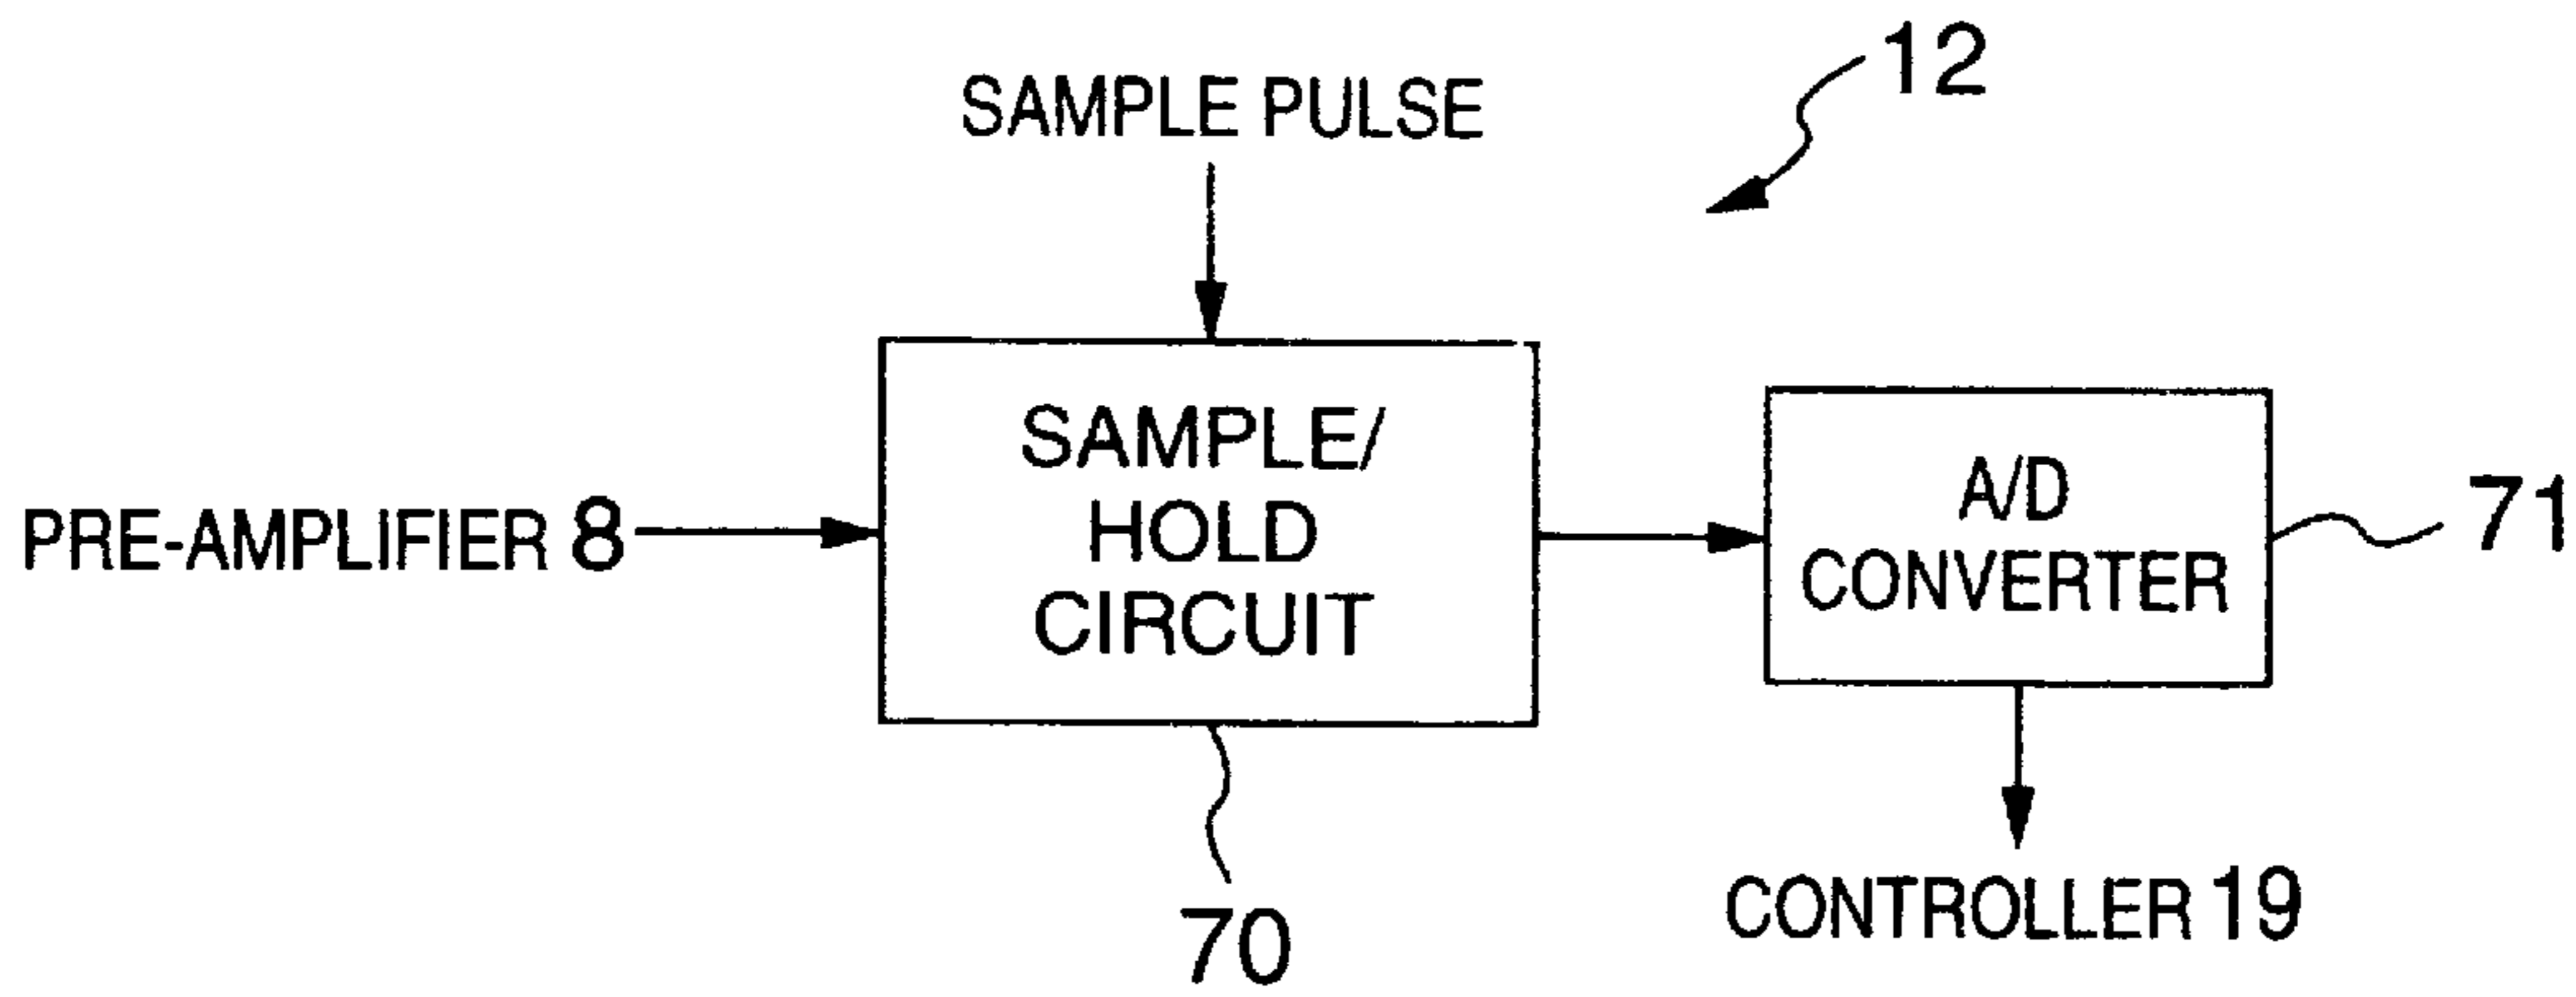 12
SAMPLE PULSE
SAMPLE/
HOLD
CIRCUIT
PRE-AMPLIFIER 8
A/D
CONVERTER
71
70
CONTROLLER 19